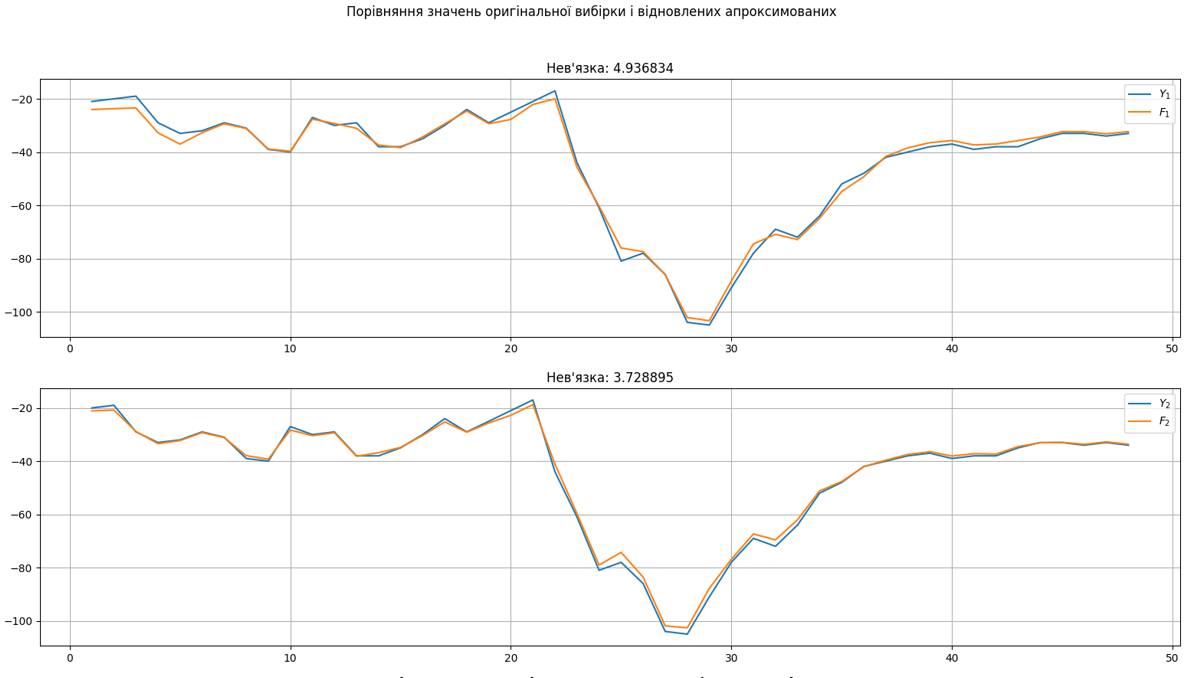 Порівняння значень оригінальної вибірки і відновлених апроксимованих
Нев'язка: 4.936834
−20
−40
−60
−80
−100
Y₁
F₁
0 10 20 30 40 50
Нев'язка: 3.728895
−20
−40
−60
−80
−100
Y₂
F₂
0 10 20 30 40 50